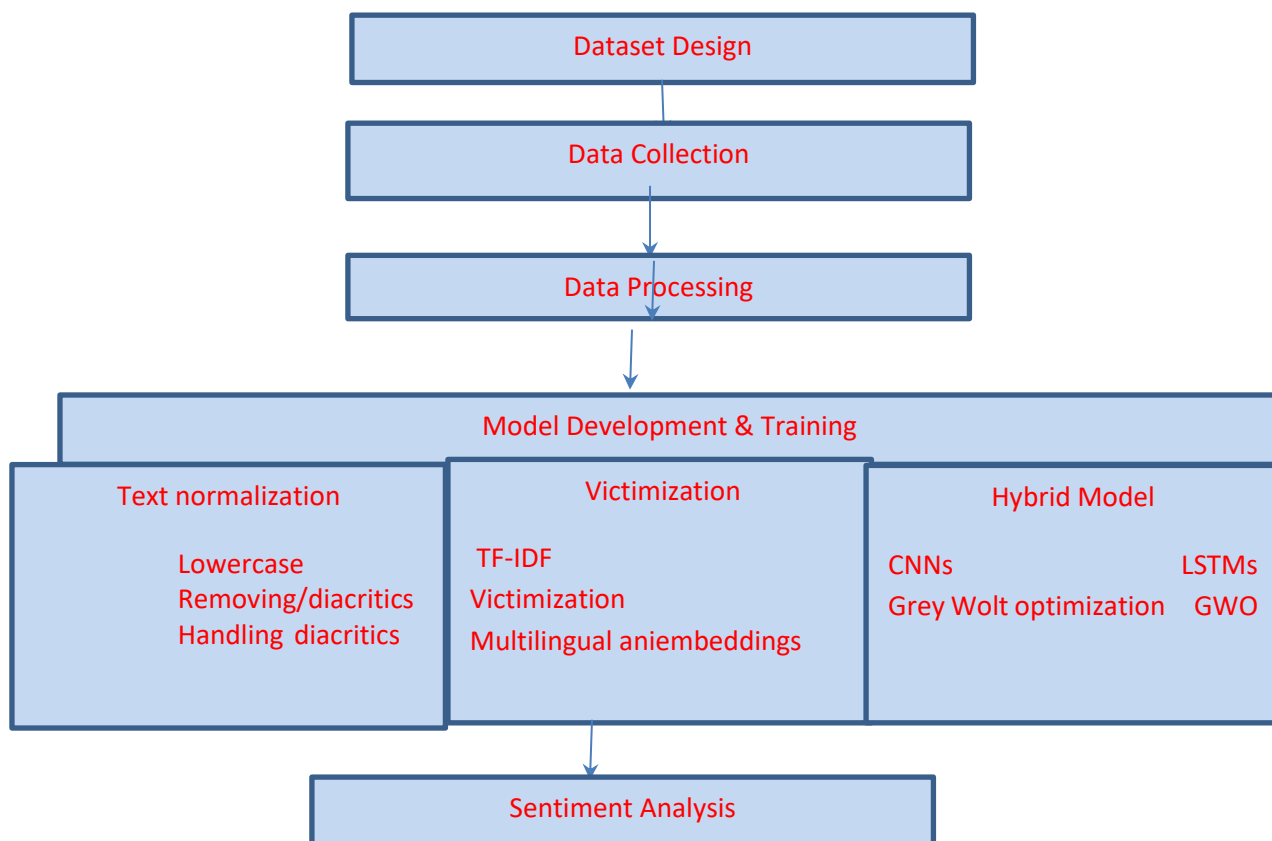 Dataset Design
Data Collection
Data Processing
Model Development & Training
Text normalization
Lowercase
Removing/diacritics
Handling diacritics
Victimization
TF-IDF
Victimization
Multilingual aniembeddings
Hybrid Model
CNNs LSTMs
Grey Wolt optimization GWO
Sentiment Analysis